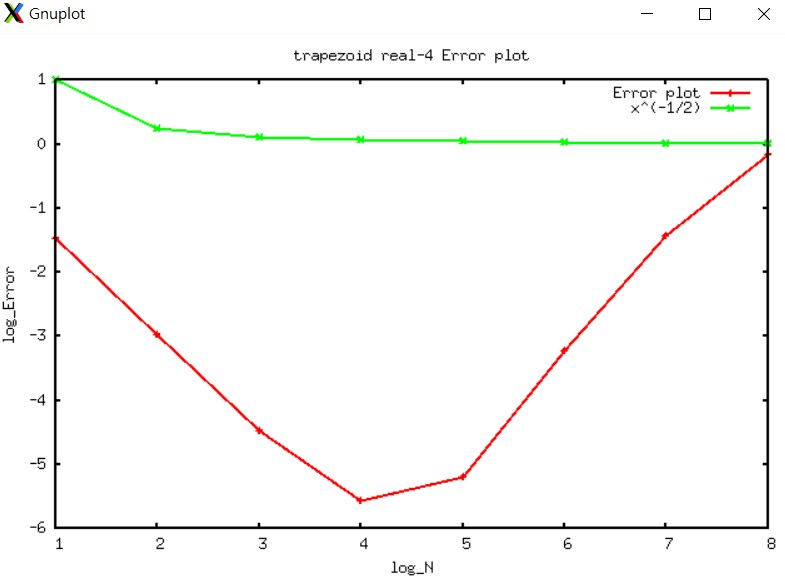 Gnuplot
trapezoid real-4 Error plot
Error plot
x^(-1/2)
1
0
-1
-2
-3
-4
-5
-6
log_Error
1 2 3 4 5 6 7 8
log_N